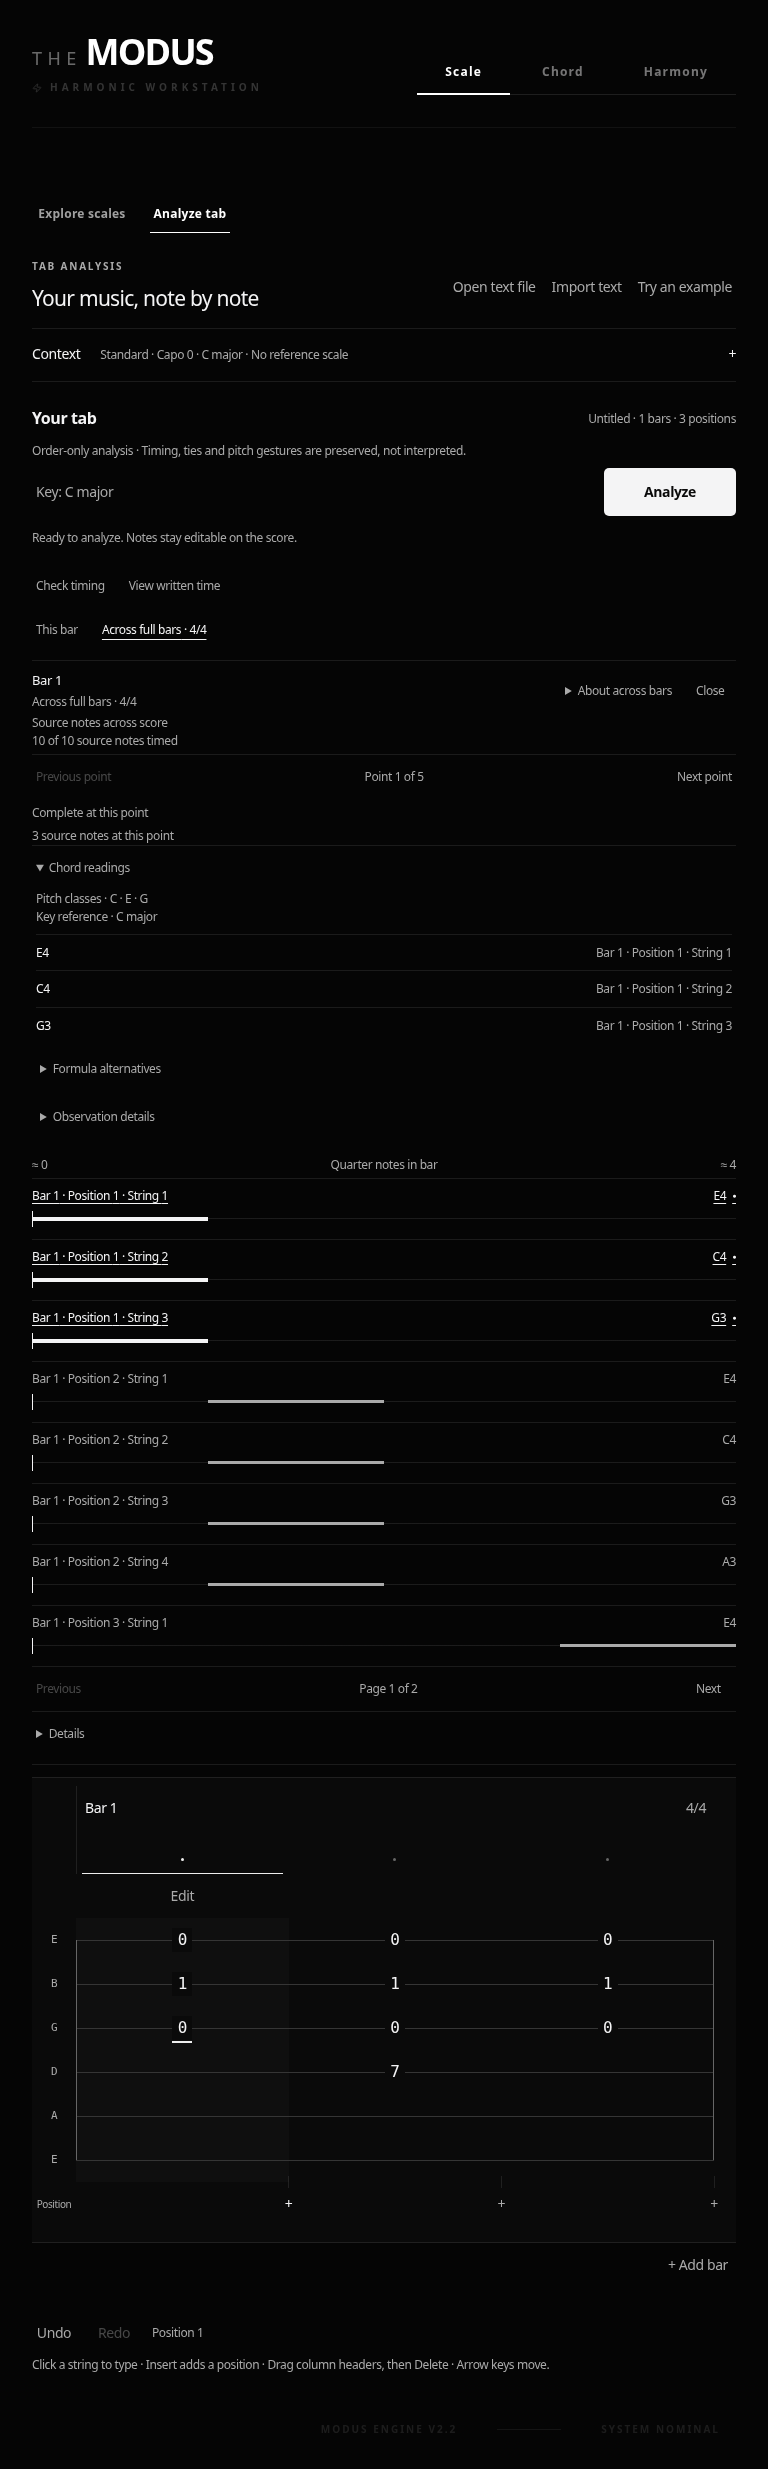 THE MODUS
HARMONIC WORKSTATION
Scale Chord Harmony
Explore scales Analyze tab
TAB ANALYSIS
Your music, note by note
Open text file Import text Try an example
Context Standard · Capo 0 · C major · No reference scale +
Your tab Untitled · 1 bars · 3 positions
Order-only analysis · Timing, ties and pitch classes are preserved, not interpreted.
Key: C major Analyze
Ready to analyze. Notes stay editable on the score.
Check timing View written time
This bar Across full bars · 4/4
Bar 1
Across full bars · 4/4
▶ About across bars Close
Source notes across score
10 of 10 source notes timed
Previous point Point 1 of 5 Next point
Complete at this point
3 source notes at this point
▼ Chord readings
Pitch classes · C · E · G
Key reference · C major
E4 Bar 1 · Position 1 · String 1
C4 Bar 1 · Position 1 · String 2
G3 Bar 1 · Position 1 · String 3
▶ Formula alternatives
▶ Observation details
≈ 0 Quarter notes in bar ≈ 4
Bar 1 · Position 1 · String 1 E4 •
Bar 1 · Position 1 · String 2 C4 •
Bar 1 · Position 1 · String 3 G3 •
Bar 1 · Position 2 · String 1 E4
Bar 1 · Position 2 · String 2 C4
Bar 1 · Position 2 · String 3 G3
Bar 1 · Position 2 · String 4 A3
Bar 1 · Position 3 · String 1 E4
Previous Page 1 of 2 Next
▶ Details
Bar 1 4/4
Edit
E 0 0 0
B 1 1 1
G 0 0 0
D 7
A
E
Position + + +
+ Add bar
Undo Redo Position 1
Click a string to type · Insert adds a position · Drag column headers, then Delete · Arrow keys move.
MODUS ENGINE V2.2 SYSTEM NOMINAL